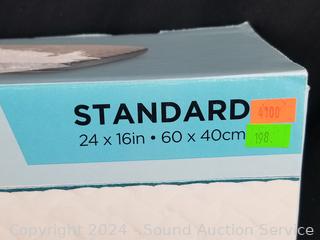 STANDARD
24 x 16in • 60 x 40cm
4100
198.
Copyright 2024 - Sound Auction Service